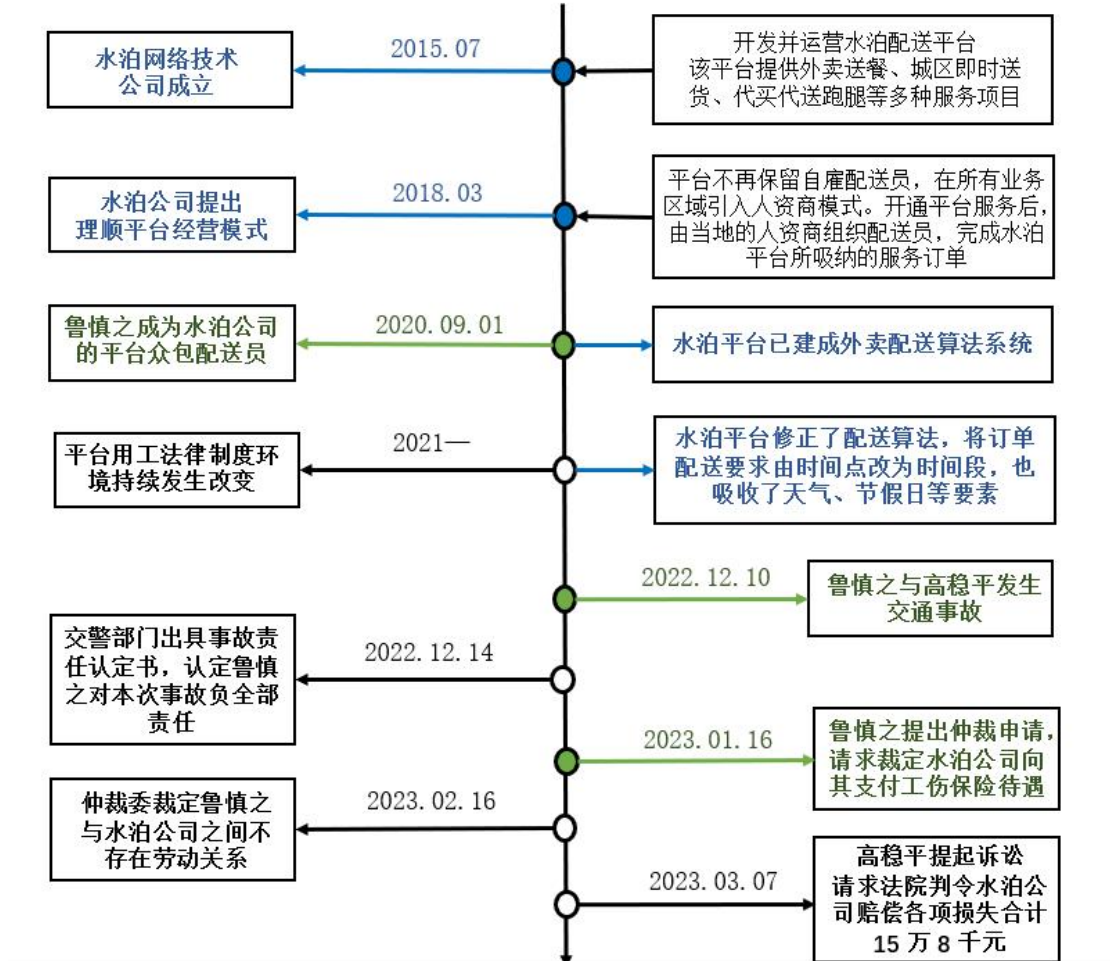 2015.07
水泊网络技术
公司成立
开发并运营水泊配送平台
该平台提供外卖送餐、城区即时送
货、代买代送跑腿等多种服务项目
2018.03
水泊公司提出
理顺平台经营模式
平台不再保留自雇配送员，在所有业务
区域引入人资商模式。开通平台服务后，
由当地的人资商组织配送员，完成水泊
平台所吸纳的服务订单
2020.09.01
鲁慎之成为水泊公司
的平台众包配送员
水泊平台已建成外卖配送算法系统
2021—
平台用工法律制度环
境持续发生改变
水泊平台修正了配送算法，将订单
配送要求由时间点改为时间段，也
吸收了天气、节假日等要素
2022.12.10
鲁慎之与高稳平发生
交通事故
2022.12.14
交警部门出具事故责
任认定书，认定鲁慎
之对本次事故负全部
责任
2023.01.16
鲁慎之提出仲裁申请，
请求裁定水泊公司向
其支付工伤保险待遇
2023.02.16
仲裁委裁定鲁慎之
与水泊公司之间不
存在劳动关系
2023.03.07
高稳平提起诉讼
请求法院判令水泊公
司赔偿各项损失合计
15 万 8 千元